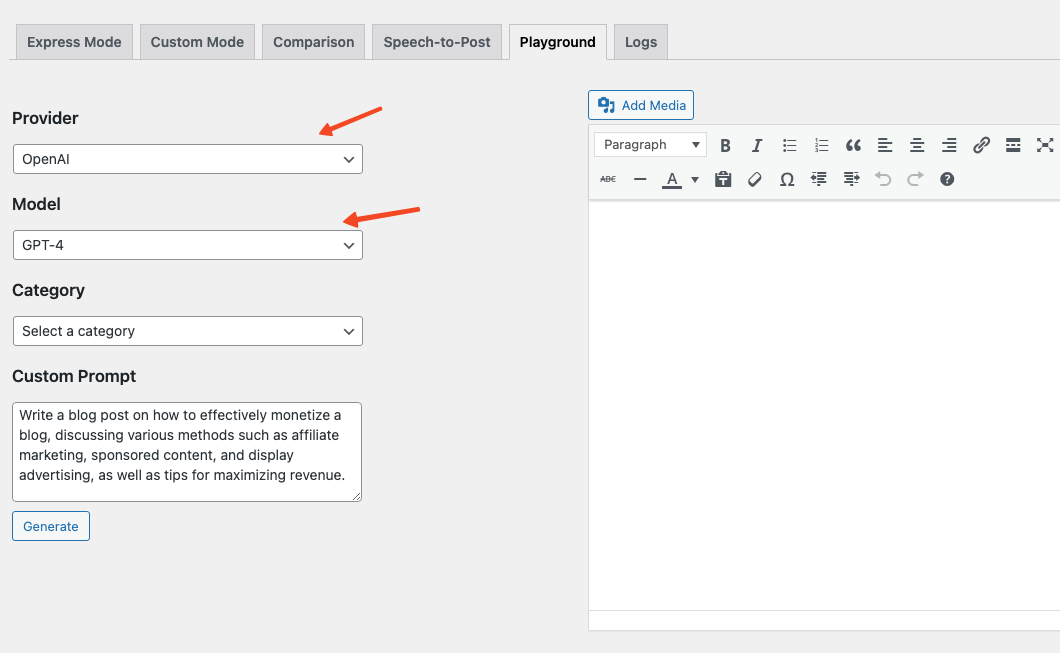 Express Mode
Custom Mode
Comparison
Speech-to-Post
Playground
Logs
Provider
OpenAI
Model
GPT-4
Category
Select a category
Custom Prompt
Write a blog post on how to effectively monetize a
blog, discussing various methods such as affiliate
marketing, sponsored content, and display
advertising, as well as tips for maximizing revenue.
Generate
Add Media
Paragraph
B
I
ABC
A
Ω